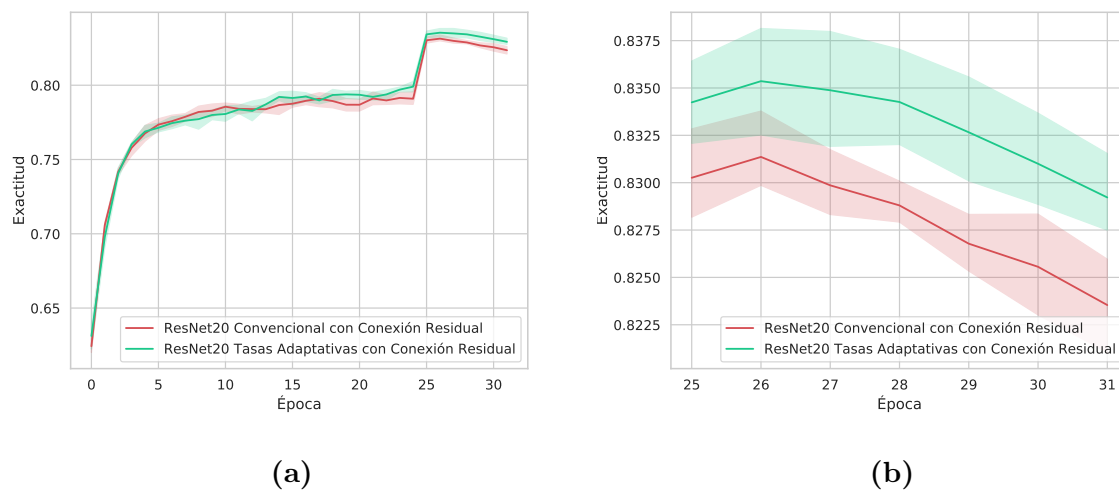 Exactitud
0.80
0.75
0.70
0.65
ResNet20 Convencional con Conexión Residual
ResNet20 Tasas Adaptativas con Conexión Residual
0 5 10 15 20 25 30
Época
(a)
Exactitud
0.8375
0.8350
0.8325
0.8300
0.8275
0.8250
0.8225
ResNet20 Convencional con Conexión Residual
ResNet20 Tasas Adaptativas con Conexión Residual
25 26 27 28 29 30 31
Época
(b)